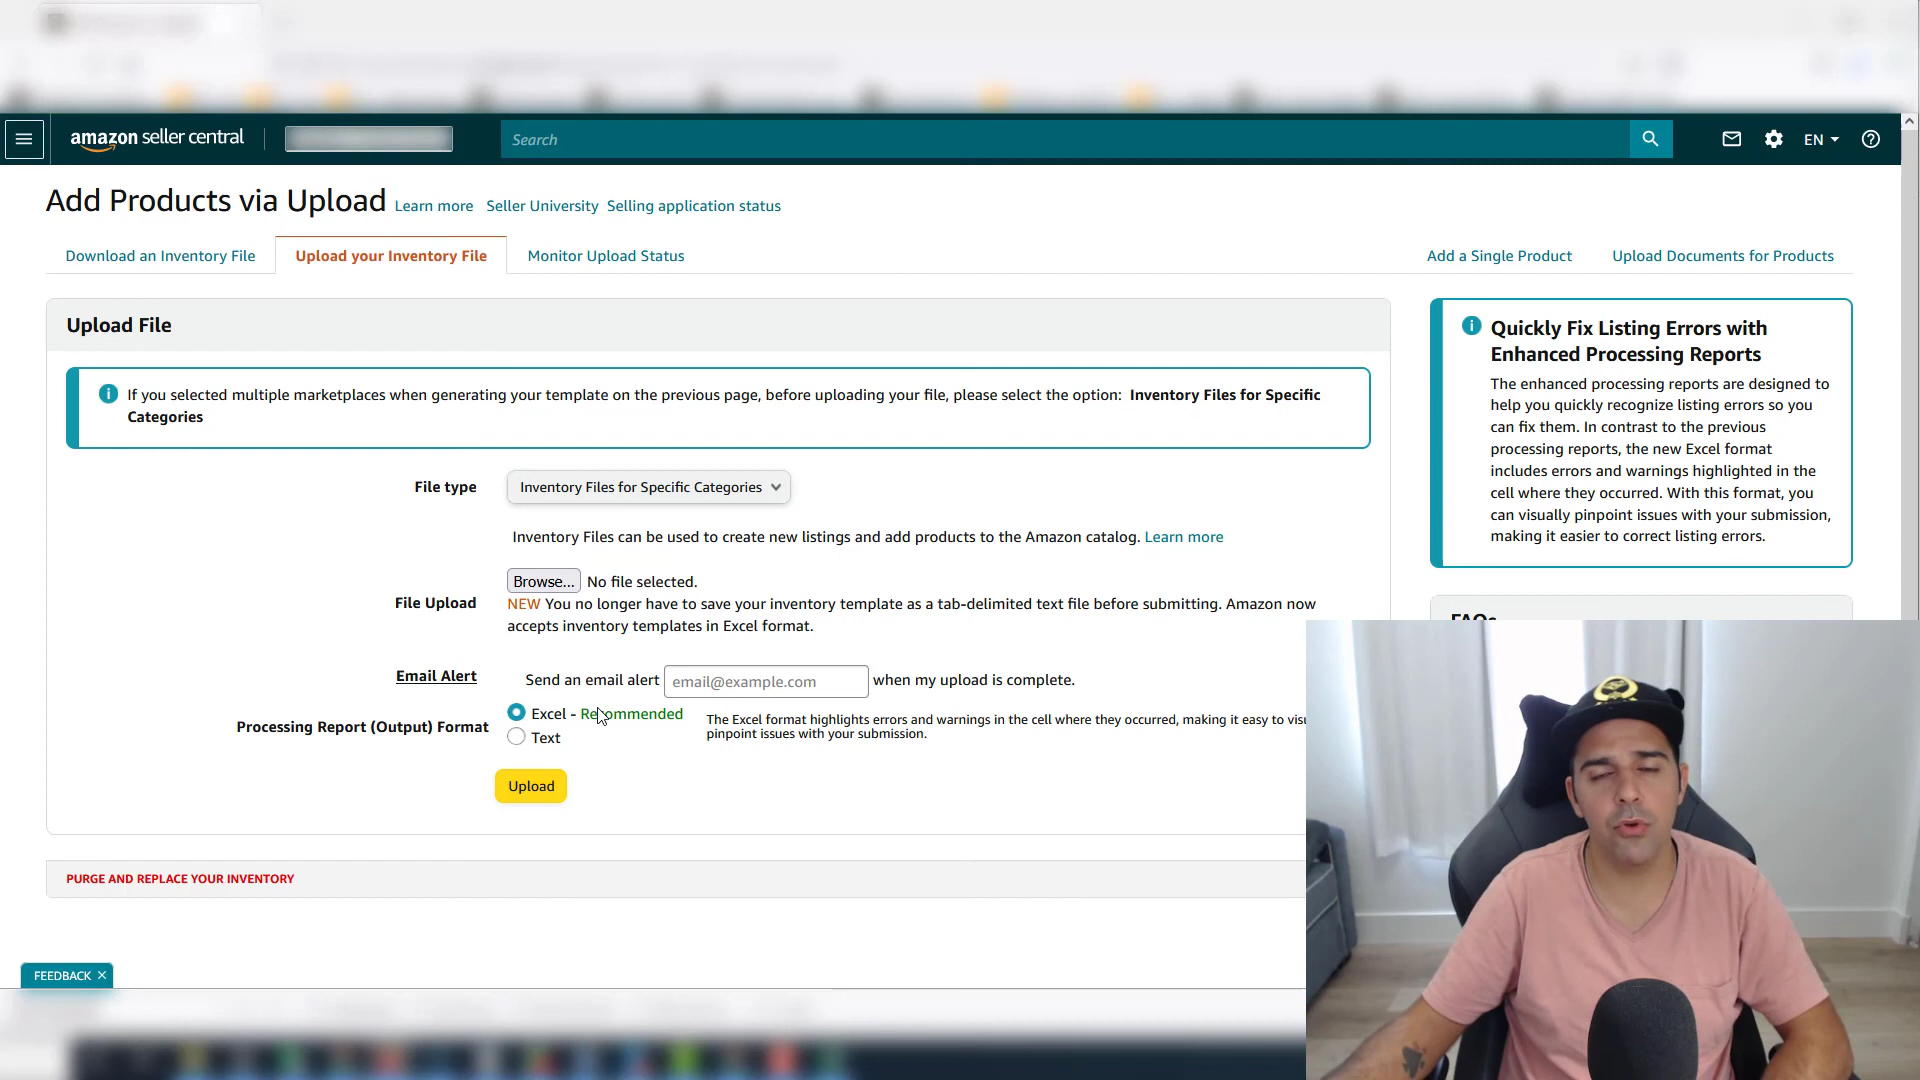 amazon seller central
Search
EN
Add Products via Upload Learn more Seller University Selling application status
Download an Inventory File
Upload your Inventory File
Monitor Upload Status
Add a Single Product
Upload Documents for Products
Upload File
If you selected multiple marketplaces when generating your template on the previous page, before uploading your file, please select the option: Inventory Files for Specific
Categories
File type
Inventory Files for Specific Categories
Inventory Files can be used to create new listings and add products to the Amazon catalog. Learn more
File Upload
Browse... No file selected.
NEW You no longer have to save your inventory template as a tab-delimited text file before submitting. Amazon now
accepts inventory templates in Excel format.
Email Alert
Send an email alert email@example.com when my upload is complete.
Processing Report (Output) Format
Excel - Recommended
Text
The Excel format highlights errors and warnings in the cell where they occurred, making it easy to
pinpoint issues with your submission.
Upload
PURGE AND REPLACE YOUR INVENTORY
FEEDBACK
Quickly Fix Listing Errors with
Enhanced Processing Reports
The enhanced processing reports are designed to
help you quickly recognize listing errors so you
can fix them. In contrast to the previous
processing reports, the new Excel format
includes errors and warnings highlighted in the
cell where they occurred. With this format, you
can visually pinpoint issues with your submission,
making it easier to correct listing errors.
FAQs